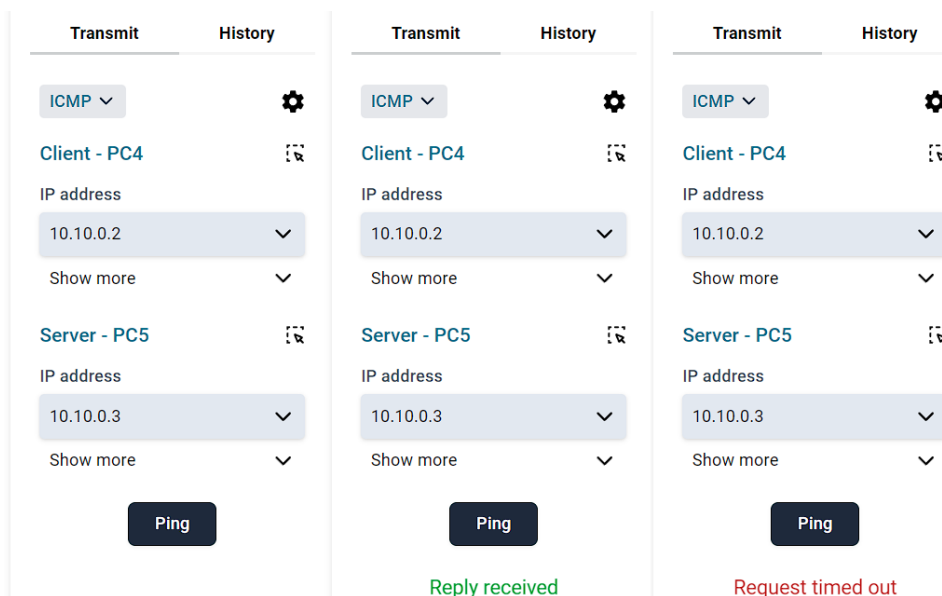 Transmit History
ICMP
Client - PC4
IP address
10.10.0.2
Show more
Server - PC5
IP address
10.10.0.3
Show more
Ping
Transmit History
ICMP
Client - PC4
IP address
10.10.0.2
Show more
Server - PC5
IP address
10.10.0.3
Show more
Ping
Reply received
Transmit History
ICMP
Client - PC4
IP address
10.10.0.2
Show more
Server - PC5
IP address
10.10.0.3
Show more
Ping
Request timed out